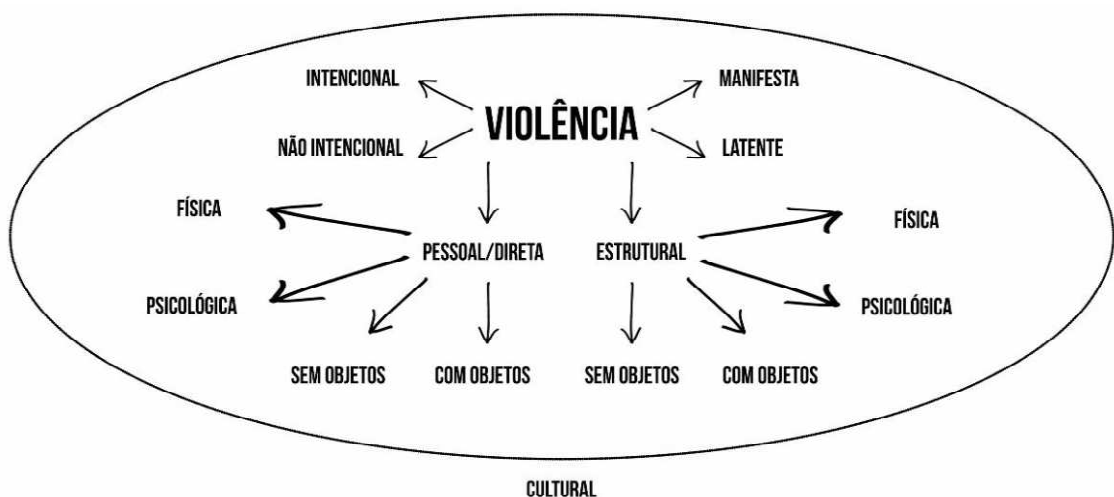 INTENCIONAL
MANIFESTA
VIOLÊNCIA
NÃO INTENCIONAL
LATENTE
FÍSICA
FÍSICA
PESSOAL/DIRETA
ESTRUTURAL
PSICOLÓGICA
PSICOLÓGICA
SEM OBJETOS
COM OBJETOS
SEM OBJETOS
COM OBJETOS
CULTURAL